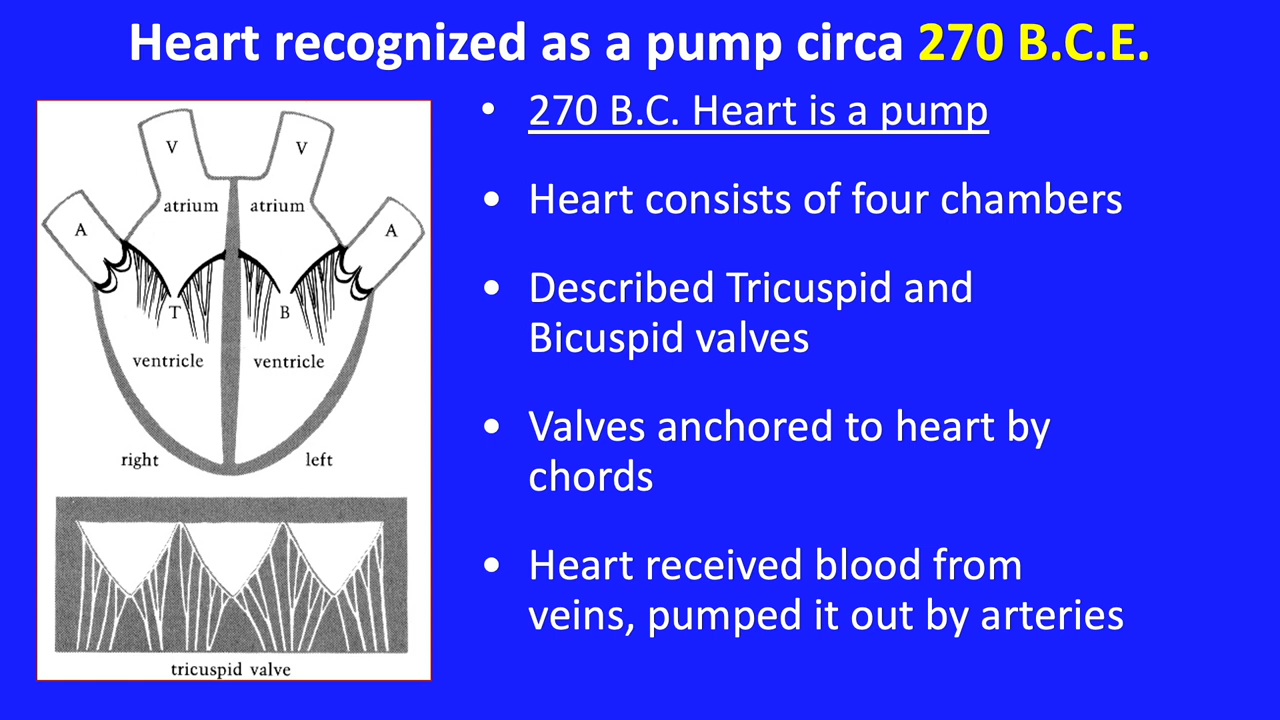 Heart recognized as a pump circa 270 B.C.E.
V V
atrium atrium
A A
T B
ventricle ventricle
right left
tricuspid valve
• 270 B.C. Heart is a pump
• Heart consists of four chambers
• Described Tricuspid and
Bicuspid valves
• Valves anchored to heart by
chords
• Heart received blood from
veins, pumped it out by arteries